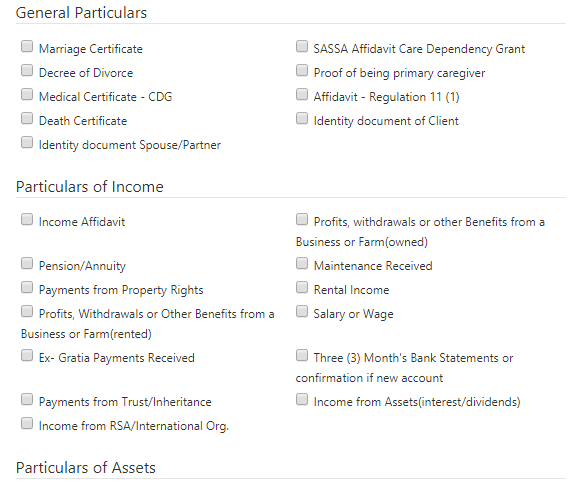 General Particulars
Marriage Certificate
SASSA Affidavit Care Dependency Grant
Decree of Divorce
Proof of being primary caregiver
Medical Certificate - CDG
Affidavit - Regulation 11 (1)
Death Certificate
Identity document of Client
Identity document Spouse/Partner
Particulars of Income
Income Affidavit
Profits, withdrawals or other Benefits from a
Business or Farm(owned)
Pension/Annuity
Maintenance Received
Payments from Property Rights
Rental Income
Profits, Withdrawals or Other Benefits from a
Business or Farm(rented)
Salary or Wage
Ex- Gratia Payments Received
Three (3) Month's Bank Statements or
confirmation if new account
Payments from Trust/Inheritance
Income from Assets(interest/dividends)
Income from RSA/International Org.
Particulars of Assets